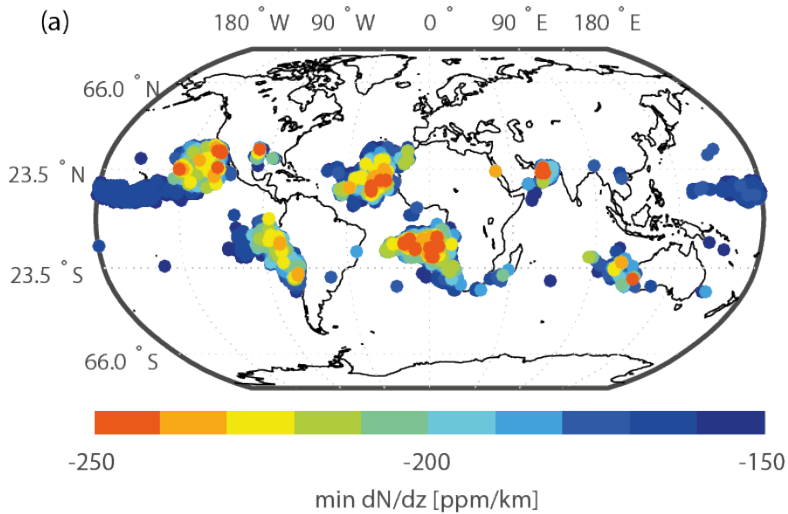 (a)
180 °W 90 °W 0 ° 90 °E 180 °E
66.0 °N
23.5 °N
23.5 °S
66.0 °S
-250 -200 -150
min dN/dz [ppm/km]